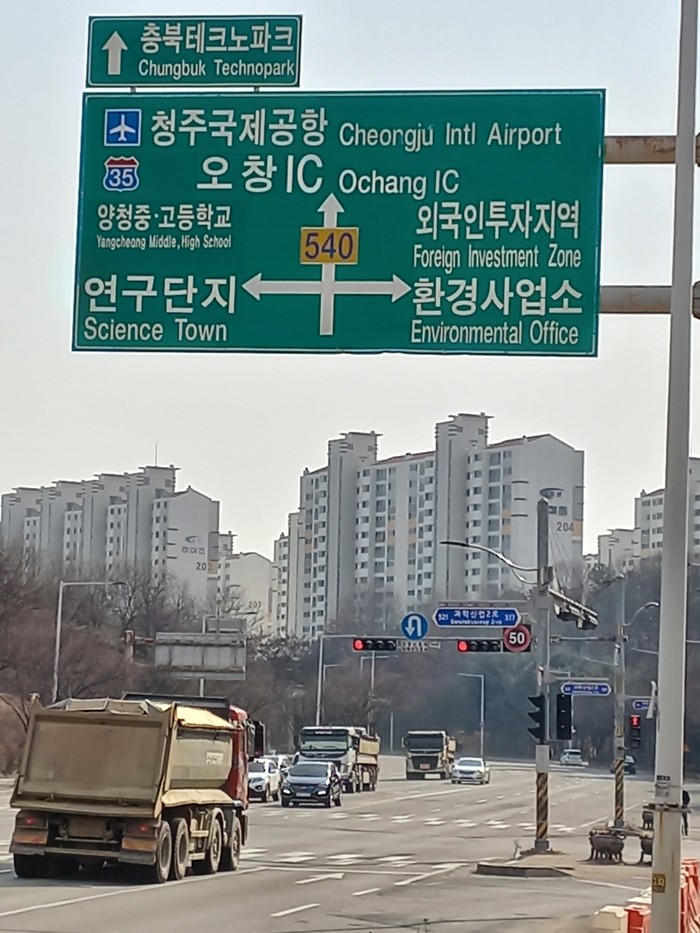 충북테크노파크
Chungbuk Technopark
청주국제공항 Cheongju Intl Airport
35 오창IC Ochang IC
양청중·고등학교
Yangcheong Middle, High School
540
외국인투자지역
Foreign Investment Zone
연구단지
Science Town
환경사업소
Environmental Office
204
과학산업2로
50